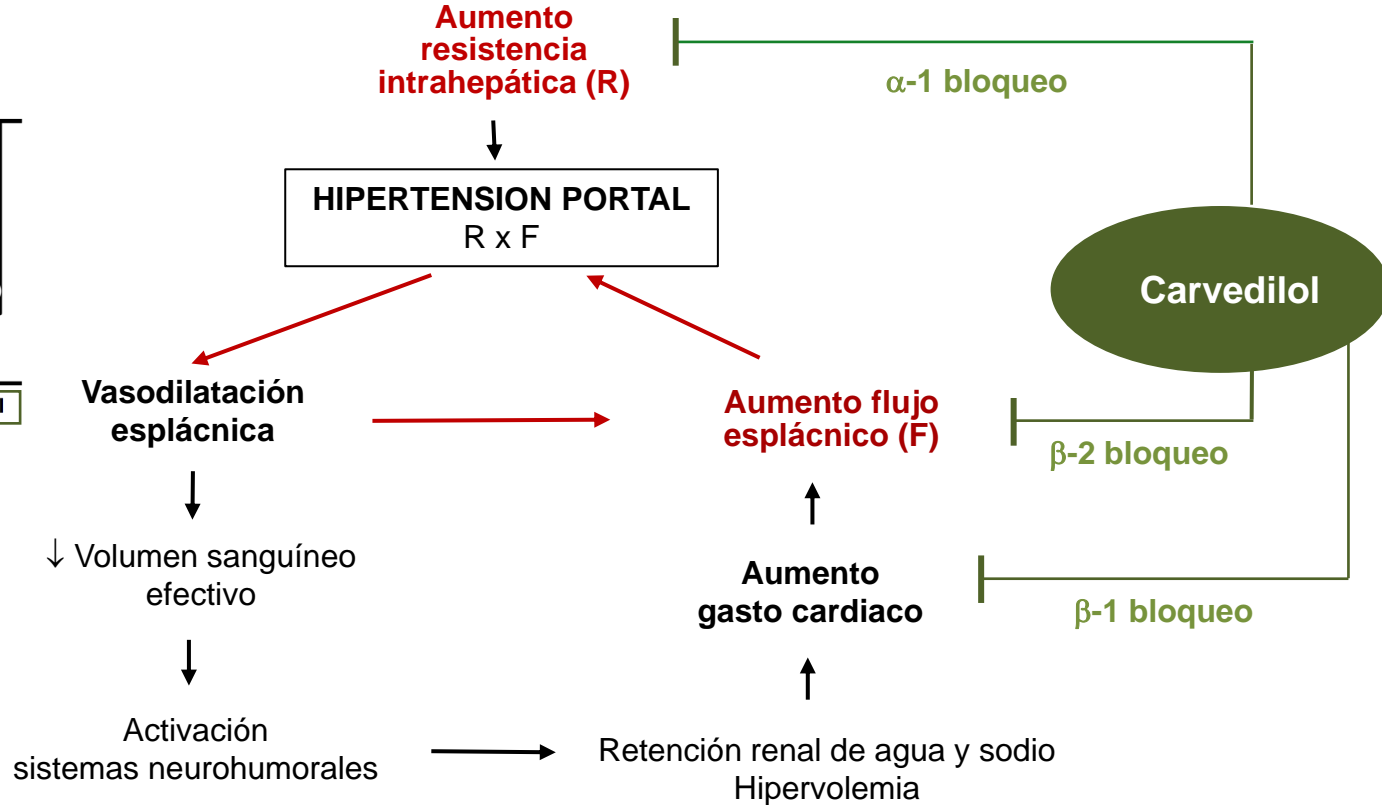 Aumento
resistencia
intrahepática (R)
α-1 bloqueo
HIPERTENSION PORTAL
R x F
Carvedilol
Vasodilatación
esplácnica
Aumento flujo
esplácnico (F)
β-2 bloqueo
↓ Volumen sanguíneo
efectivo
Aumento
gasto cardiaco
β-1 bloqueo
Activación
sistemas neurohumorales
Retención renal de agua y sodio
Hipervolemia